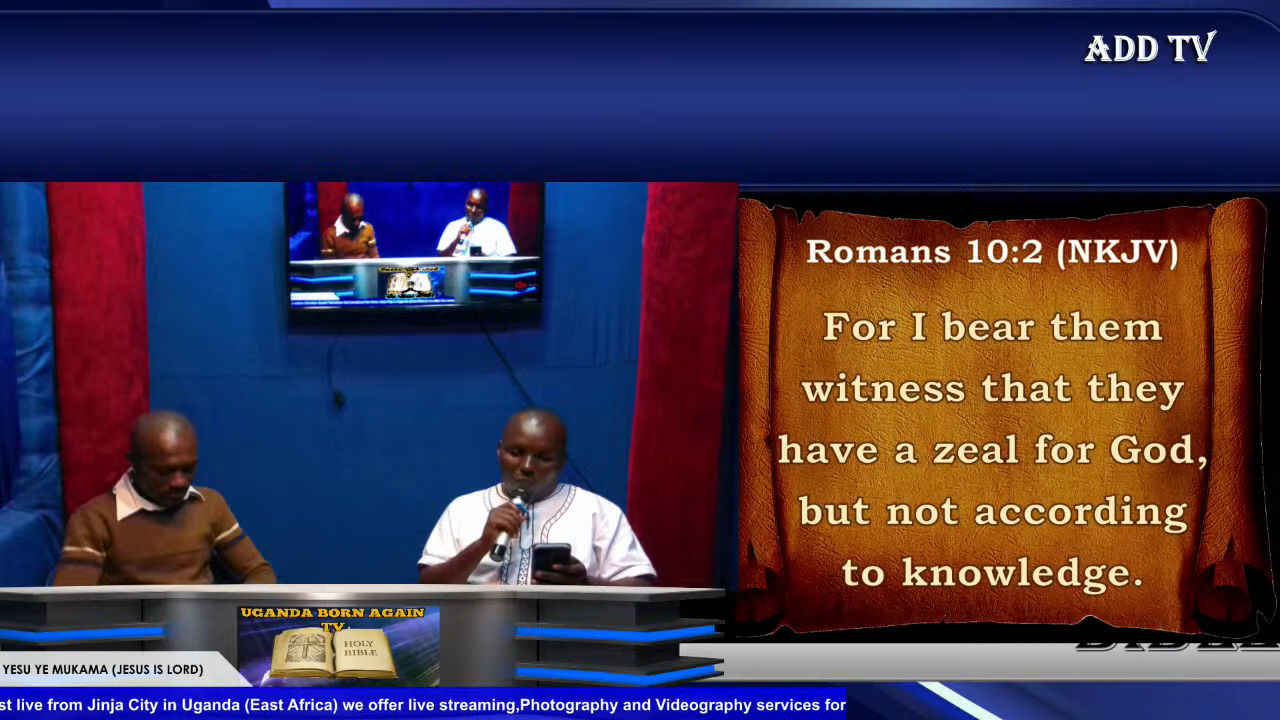 ADD TV
Romans 10:2 (NKJV)
For I bear them
witness that they
have a zeal for God,
but not according
to knowledge.
UGANDA BORN AGAIN
TV
HOLY
BIBLE
YESU YE MUKAMA (JESUS IS LORD)
st live from Jinja City in Uganda (East Africa) we offer live streaming,Photography and Videography services for